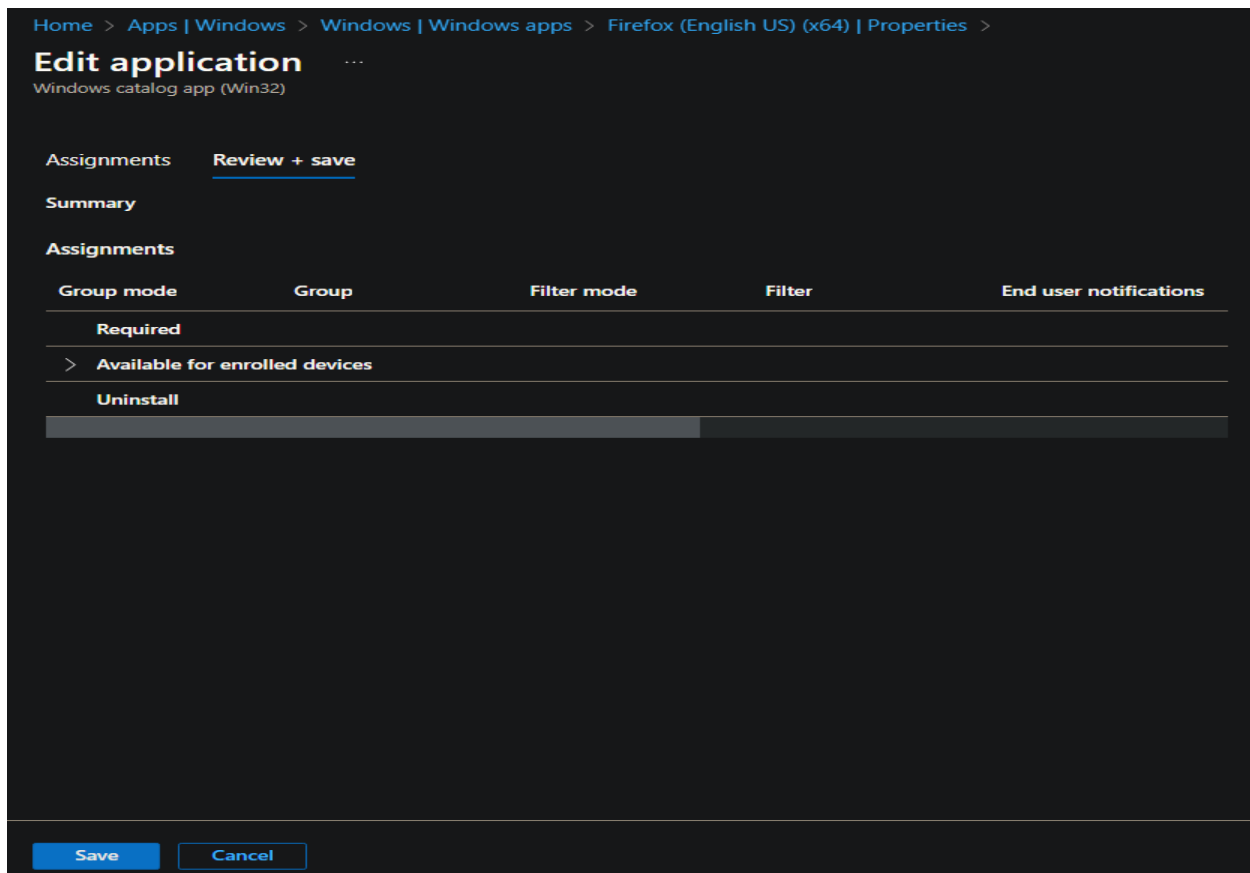 Home > Apps | Windows > Windows | Windows apps > Firefox (English US) (x64) | Properties >
Edit application ...
Windows catalog app (Win32)
Assignments Review + save
Summary
Assignments
Group mode Group Filter mode Filter End user notifications
Required
> Available for enrolled devices
Uninstall
Save Cancel